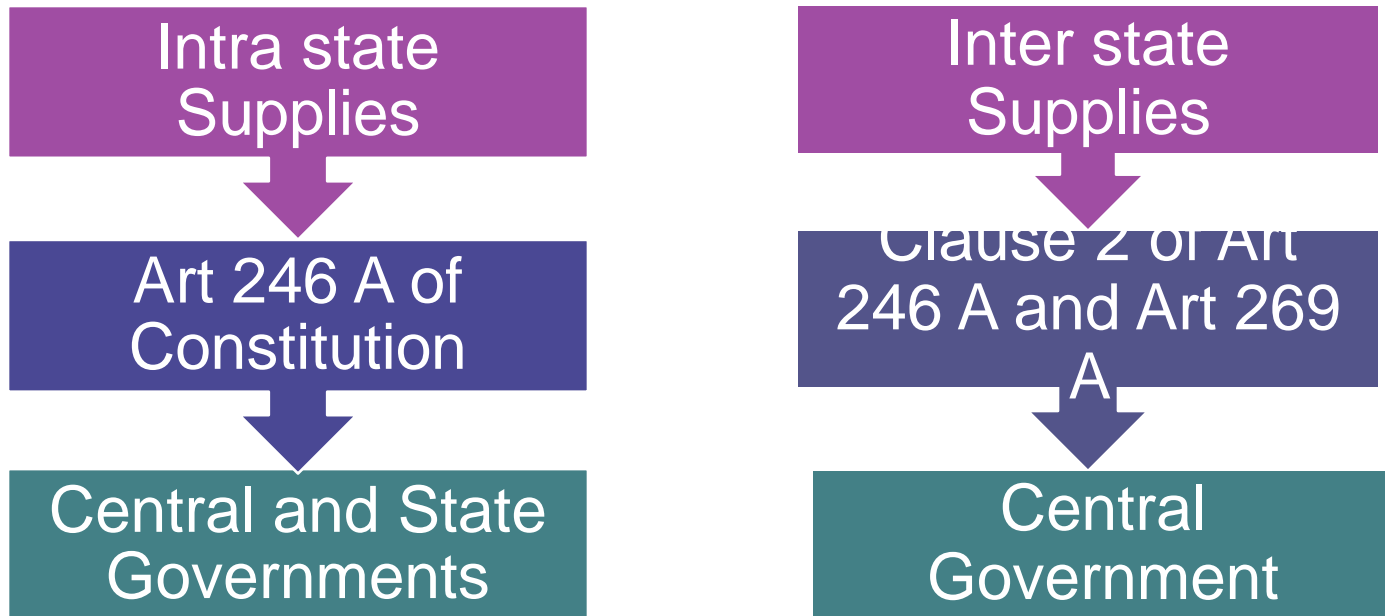 Intra state
Supplies
Art 246 A of
Constitution
Central and State
Governments
Inter state
Supplies
Clause 2 of Art
246 A and Art 269
A
Central
Government